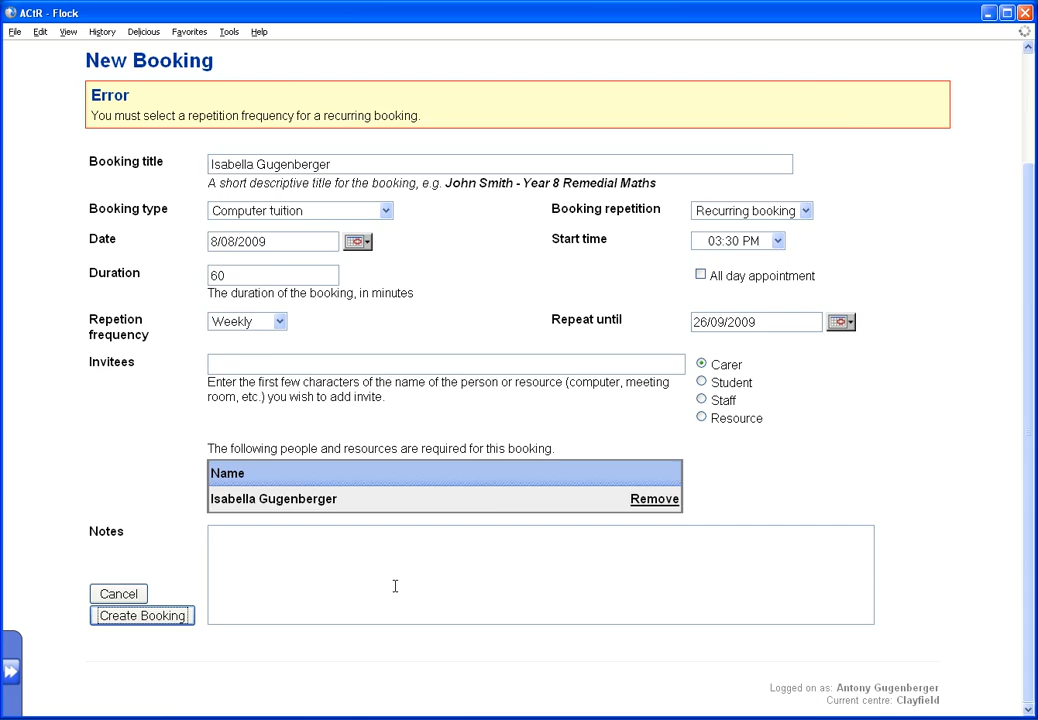 ACtR - Flock
File Edit View History Delicious Favorites Tools Help
New Booking
Error
You must select a repetition frequency for a recurring booking.
Booking title
Isabella Gugenberger
A short descriptive title for the booking, e.g. John Smith - Year 8 Remedial Maths
Booking type Computer tuition Booking repetition Recurring booking
Date 8/08/2009 Start time 03:30 PM
Duration 60 All day appointment
The duration of the booking, in minutes
Repetion frequency Weekly Repeat until 26/09/2009
Invitees
Enter the first few characters of the name of the person or resource (computer, meeting
room, etc.) you wish to add invite.
Carer
Student
Staff
Resource
The following people and resources are required for this booking.
Name
Isabella Gugenberger Remove
Notes
Cancel
Create Booking
Logged on as: Antony Gugenberger
Current centre: Clayfield